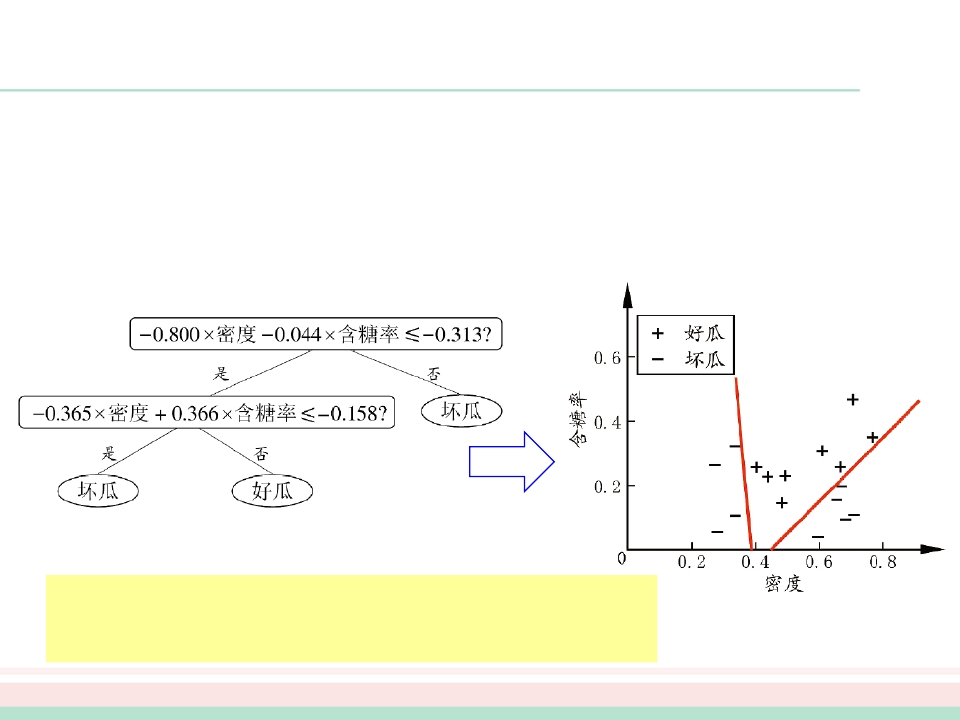 −0.800×密度−0.044×含糖率≤−0.313?
是
否
−0.365×密度+0.366×含糖率≤−0.158?
坏瓜
是
否
坏瓜
好瓜
+ 好瓜
− 坏瓜
0.6
0.4
0.2
含糖率
0
0.2
0.4
0.6
0.8
密度